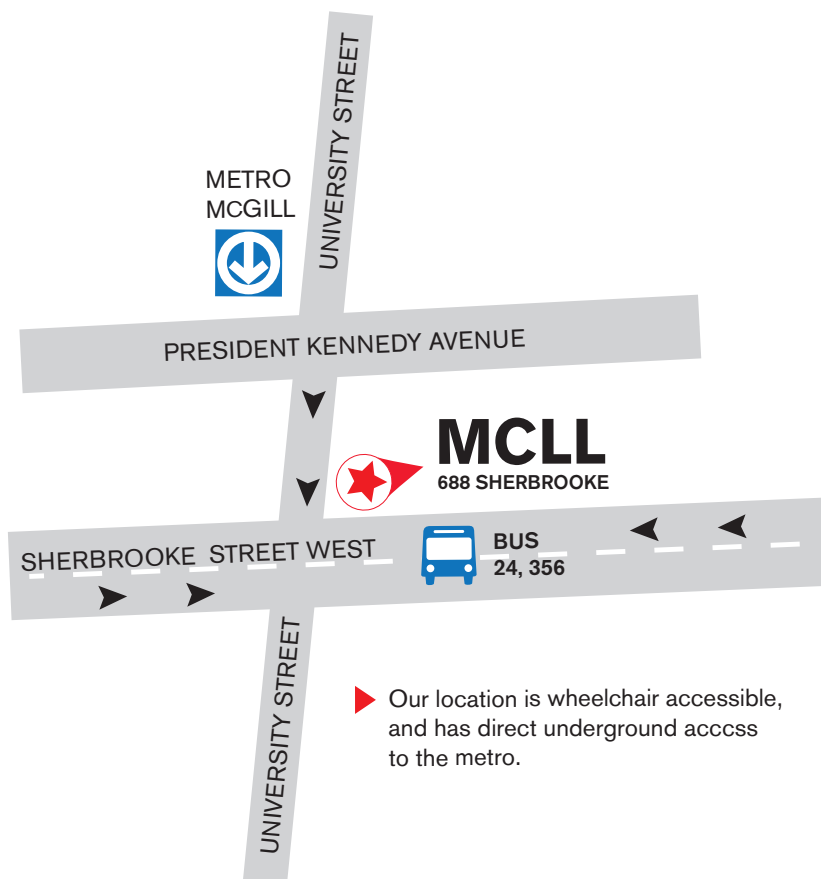 UNIVERSITY STREET
METRO
MCGILL
PRESIDENT KENNEDY AVENUE
MCLL
688 SHERBROOKE
SHERBROOKE STREET WEST
BUS
24, 356
UNIVERSITY STREET
Our location is wheelchair accessible,
and has direct underground acccss
to the metro.